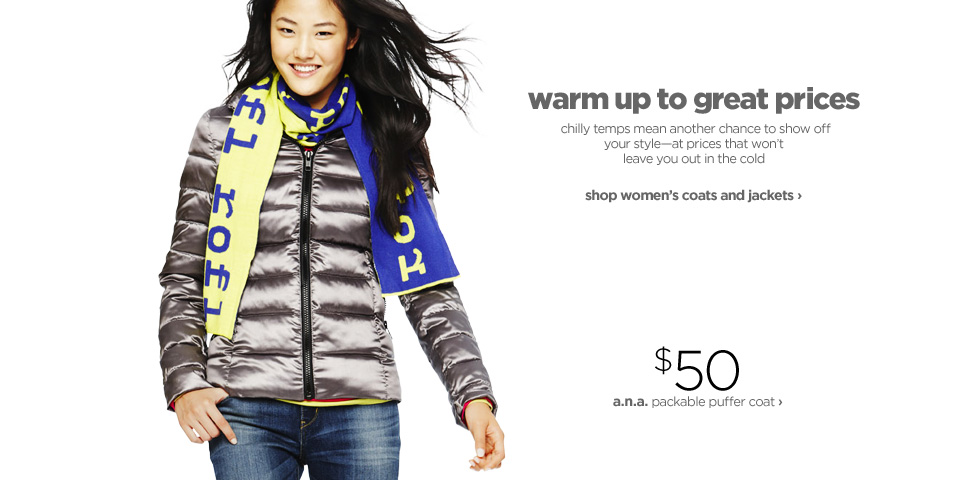 warm up to great prices
chilly temps mean another chance to show off
your style—at prices that won't
leave you out in the cold
shop women's coats and jackets ›
$50
a.n.a. packable puffer coat ›